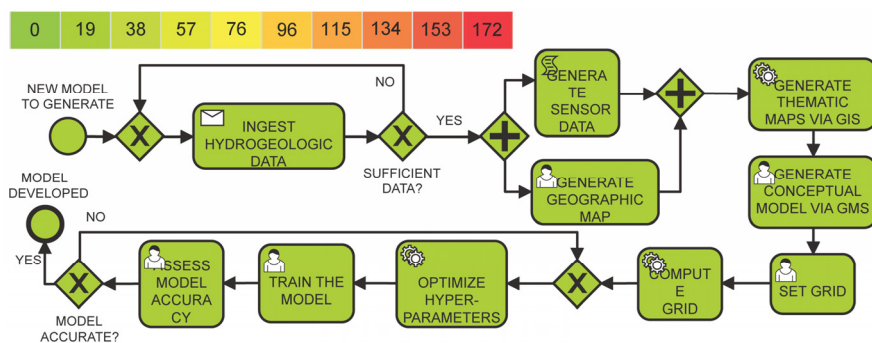 0 19 38 57 76 96 115 134 153 172
NEW MODEL
TO GENERATE
NO
INGEST
HYDROGEOLOGIC
DATA
YES
SUFFICIENT
DATA?
GENERA
TE
SENSOR
DATA
GENERATE
GEOGRAPHIC
MAP
GENERATE
THEMATIC
MAPS VIA GIS
GENERATE
CONCEPTUAL
MODEL VIA GMS
SET GRID
COMPUT
E
GRID
OPTIMIZE
HYPER-
PARAMETERS
TRAIN THE
MODEL
ASSESS
MODEL
ACCURA
CY
NO
MODEL
ACCURATE?
YES
MODEL
DEVELOPED